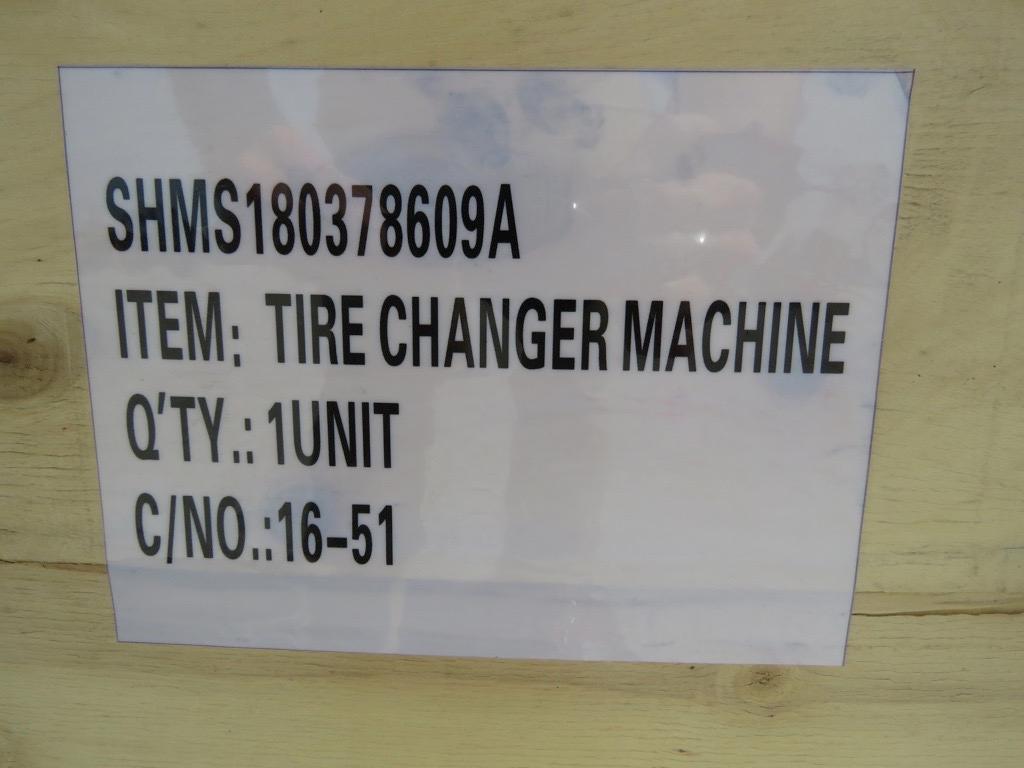 SHMS180378609A
ITEM: TIRE CHANGER MACHINE
Q'TY.: 1UNIT
C/NO.:16-51